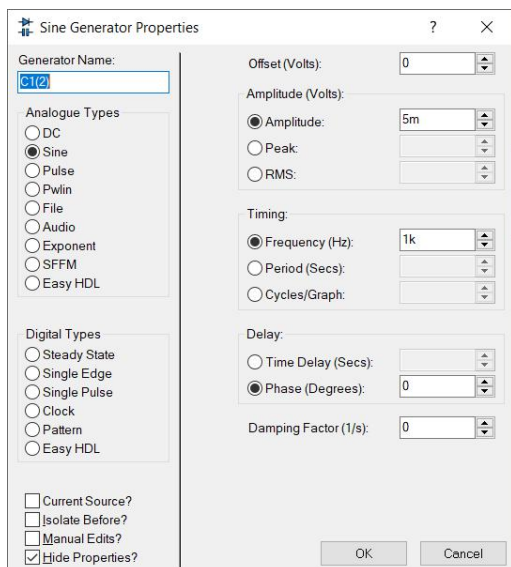 Sine Generator Properties
?
Generator Name:
C1(2)
Analogue Types
DC
Sine
Pulse
Pwlin
File
Audio
Exponent
SFFM
Easy HDL
Digital Types
Steady State
Single Edge
Single Pulse
Clock
Pattern
Easy HDL
Current Source?
Isolate Before?
Manual Edits?
Hide Properties?
Offset (Volts):
0
Amplitude (Volts):
Amplitude:
5m
Peak:
RMS:
Timing:
Frequency (Hz):
1k
Period (Secs):
Cycles/Graph:
Delay:
Time Delay (Secs):
Phase (Degrees):
0
Damping Factor (1/s):
0
OK
Cancel